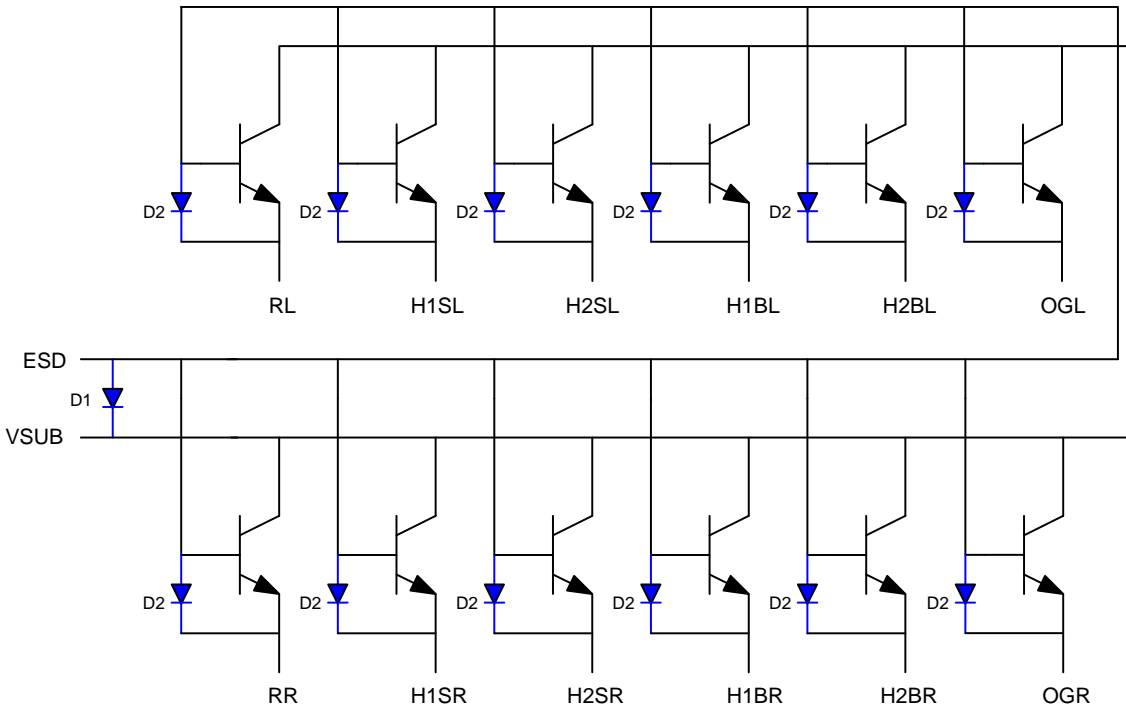 D2 D2 D2 D2 D2 D2
RL H1SL H2SL H1BL H2BL OGL
ESD
D1
VSUB
D2 D2 D2 D2 D2 D2
RR H1SR H2SR H1BR H2BR OGR